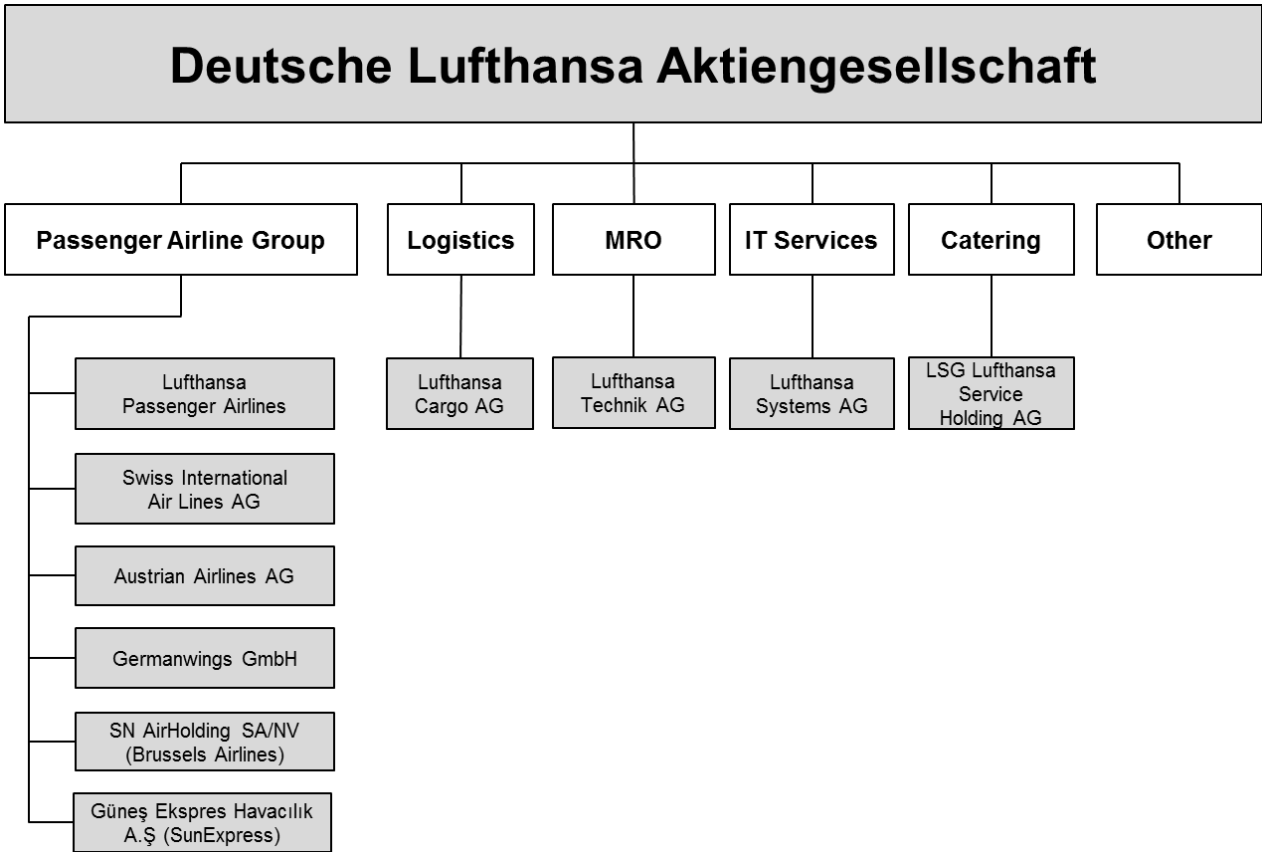 Deutsche Lufthansa Aktiengesellschaft
Passenger Airline Group
Logistics
MRO
IT Services
Catering
Other
Lufthansa
Passenger Airlines
Lufthansa
Cargo AG
Lufthansa
Technik AG
Lufthansa
Systems AG
LSG Lufthansa
Service
Holding AG
Swiss International
Air Lines AG
Austrian Airlines AG
Germanwings GmbH
SN AirHolding SA/NV
(Brussels Airlines)
Güneş Ekspres Havacılık
A.Ş (SunExpress)